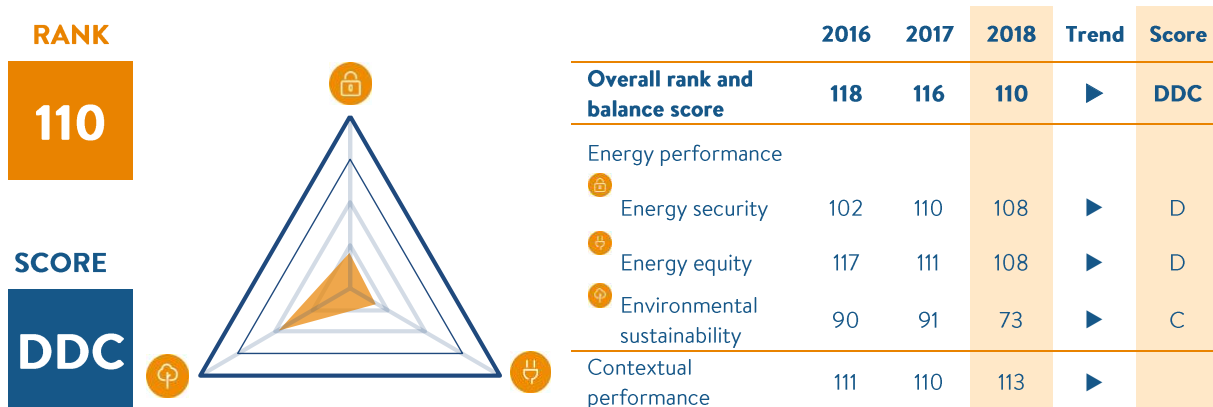 RANK
110
SCORE
DDC
2016 2017 2018 Trend Score
Overall rank and
balance score 118 116 110 DDC
Energy performance
Energy security 102 110 108 D
Energy equity 117 111 108 D
Environmental
sustainability 90 91 73 C
Contextual
performance 111 110 113